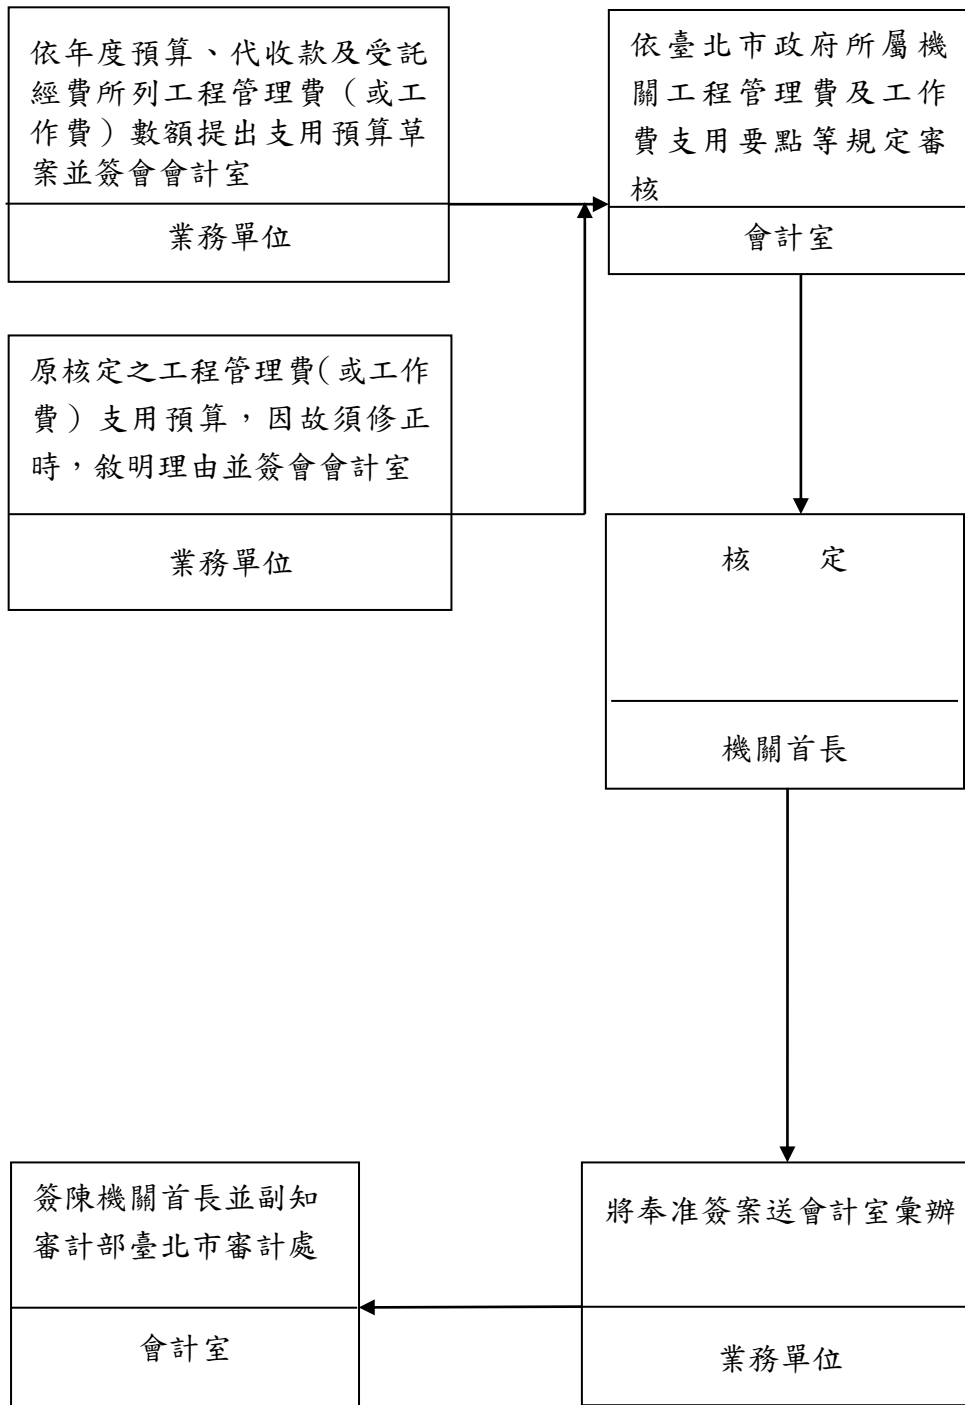 依年度預算、代收款及受託
經費所列工程管理費（或工
作費）數額提出支用預算草
案並簽會會計室
業務單位
依臺北市政府所屬機
關工程管理費及工作
費支用要點等規定審
核
會計室
原核定之工程管理費（或工作
費）支用預算，因故須修正
時，敘明理由並簽會會計室
業務單位
核　　定
機關首長
將奉准簽案送會計室彙辦
業務單位
簽陳機關首長並副知
審計部臺北市審計處
會計室